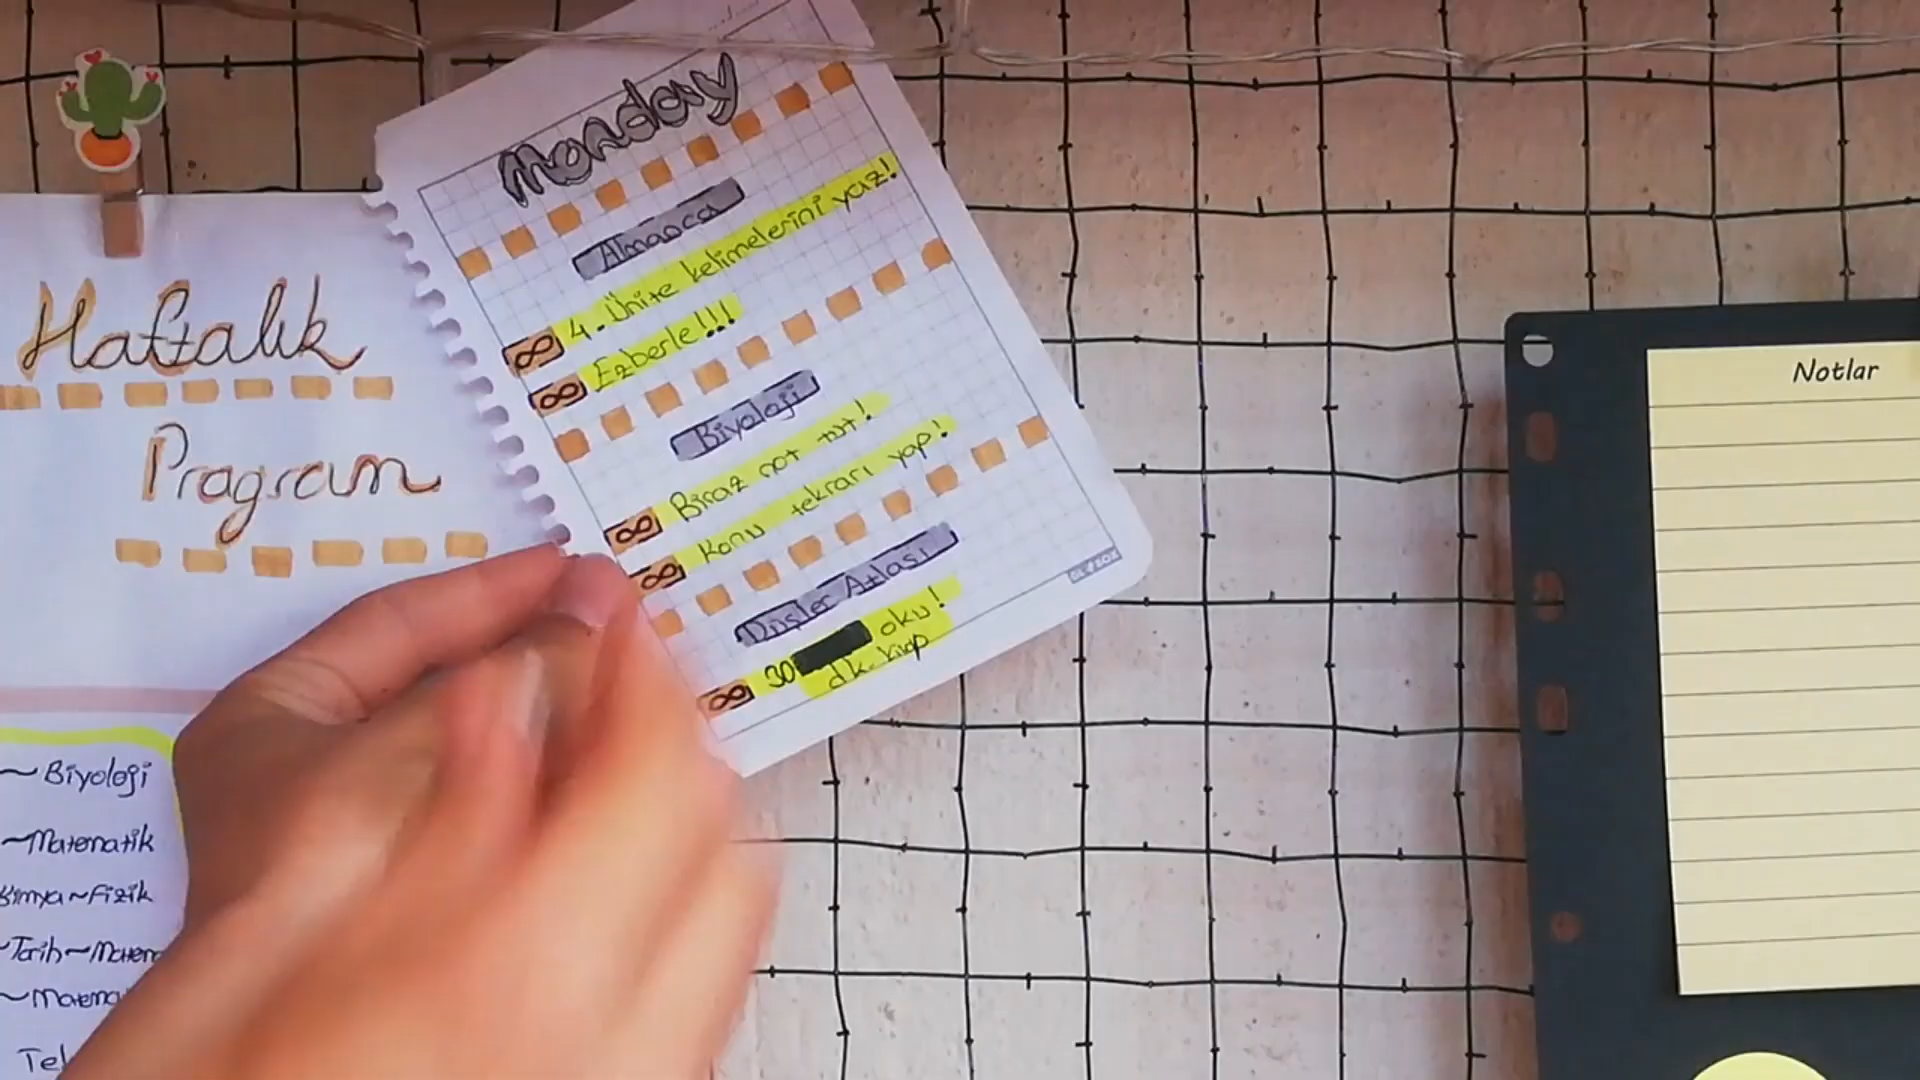 Haftalık
Program
~Biyoloji
~Matematik
Kimya~Fizik
~Tarih~Matem
~Matema
Monday
Almanca
4. Ünite kelimelerini yaz!
Ezberle!!!
Biyoloji
Biraz not tut!
Konu tekrarı yap!
Düşler Atlası
30 oku!
dk. kitap
Notlar